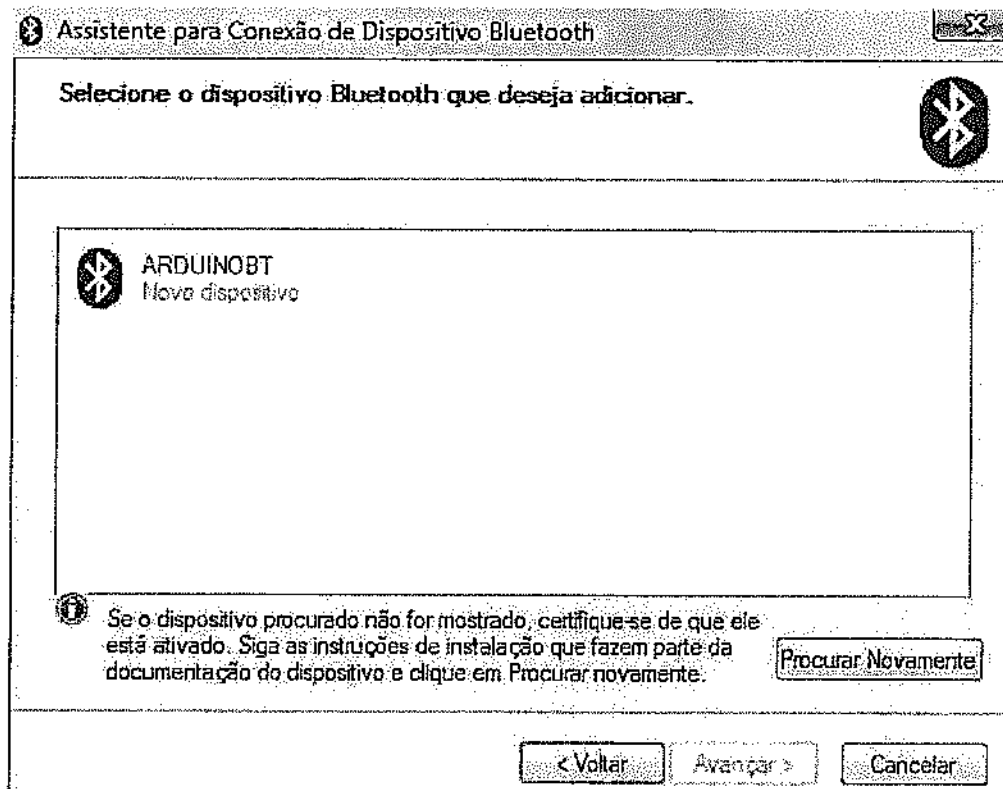 Assistente para Conexão de Dispositivo Bluetooth
Selecione o dispositivo Bluetooth que deseja adicionar.
ARDUINOBT
Novo dispositivo
Se o dispositivo procurado não for mostrado, certifique-se de que ele
está ativado. Siga as instruções de instalação que fazem parte da
documentação do dispositivo e clique em Procurar novamente.
Procurar Novamente
< Voltar
Avançar >
Cancelar